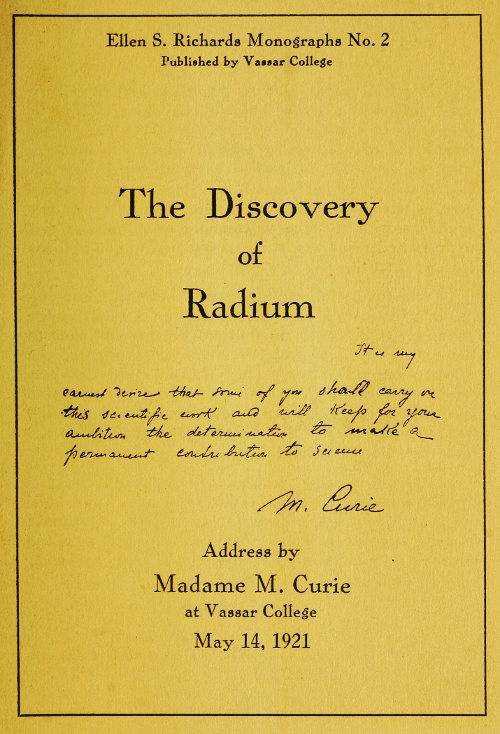 Ellen S. Richards Monographs No. 2
Published by Vassar College
The Discovery
of
Radium
It is my
earnest desire that some of you shall carry on
this scientific work and will keep for your
ambition the determination to make a
permanent contribution to science
M. Curie
Address by
Madame M. Curie
at Vassar College
May 14, 1921